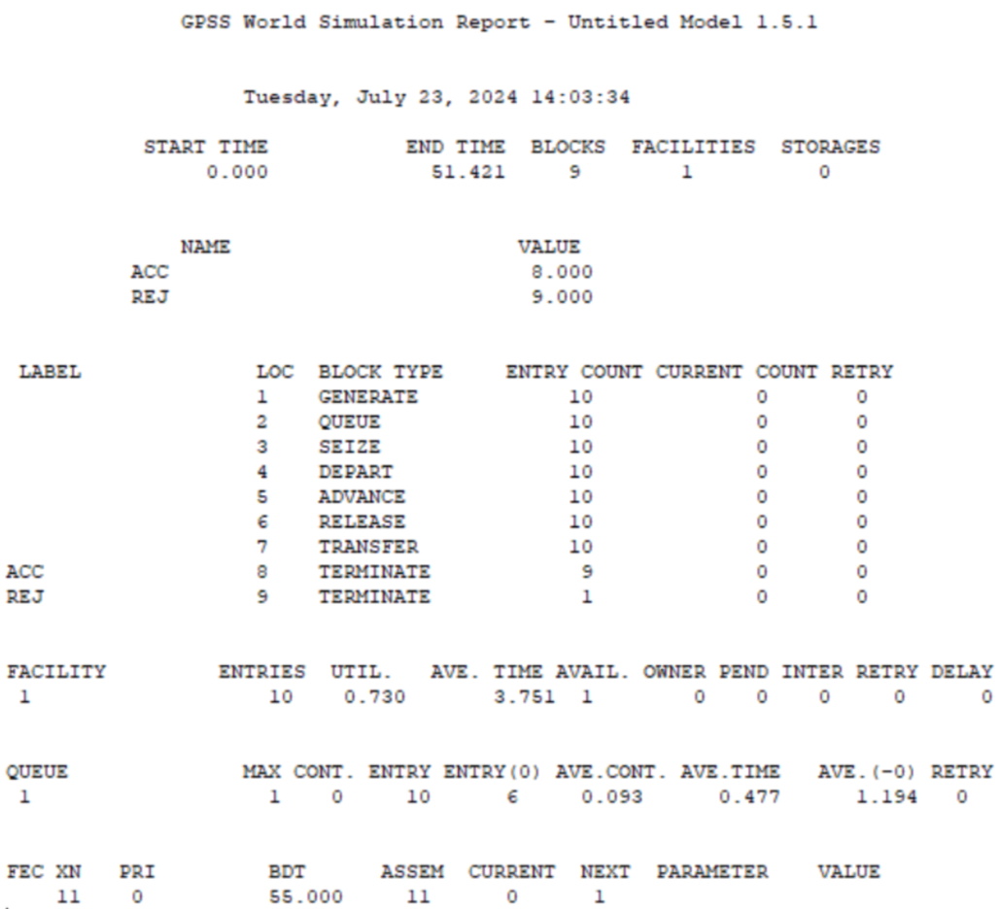 GPSS World Simulation Report - Untitled Model 1.5.1
Tuesday, July 23, 2024 14:03:34
START TIME END TIME BLOCKS FACILITIES STORAGES
0.000 51.421 9 1 0
NAME VALUE
ACC 8.000
REJ 9.000
LABEL LOC BLOCK TYPE ENTRY COUNT CURRENT COUNT RETRY
1 GENERATE 10 0 0
2 QUEUE 10 0 0
3 SEIZE 10 0 0
4 DEPART 10 0 0
5 ADVANCE 10 0 0
6 RELEASE 10 0 0
7 TRANSFER 10 0 0
ACC 8 TERMINATE 9 0 0
REJ 9 TERMINATE 1 0 0
FACILITY ENTRIES UTIL. AVE. TIME AVAIL. OWNER PEND INTER RETRY DELAY
1 10 0.730 3.751 1 0 0 0 0 0
QUEUE MAX CONT. ENTRY ENTRY(0) AVE.CONT. AVE.TIME AVE.(-0) RETRY
1 1 0 10 6 0.093 0.477 1.194 0
FEC XN PRI BDT ASSEM CURRENT NEXT PARAMETER VALUE
11 0 55.000 11 0 1